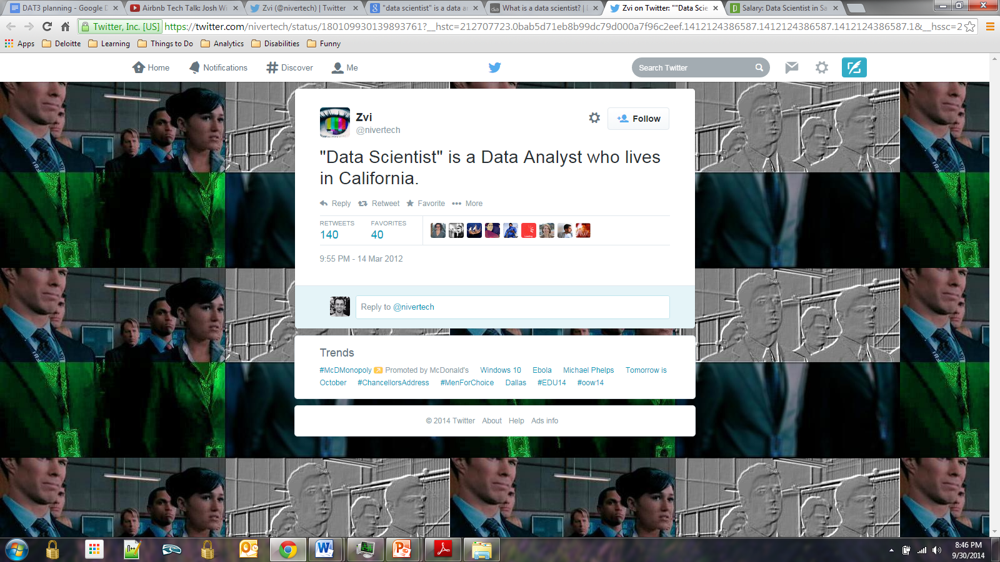 DAT3 planning - Google D
Airbnb Tech Talk: Josh Wi
Zvi (@nivertech) | Twitter
"data scientist" is a data an
What is a data scientist? | 
Zvi on Twitter: ""Data Scie
Salary: Data Scientist in Sa
Twitter, Inc. [US]
https://twitter.com/nivertech/status/180109930139893761?__hstc=212707723.0bab5d71eb8b99dc79d000a7f96c2eef.1412124386587.1412124386587.1412124386587.1&__hssc=2
Apps Deloitte Learning Things to Do Analytics Disabilities Funny
Home Notifications Discover Me
Search Twitter
Zvi
@nivertech
Follow
"Data Scientist" is a Data Analyst who lives
in California.
Reply Retweet Favorite More
RETWEETS FAVORITES
140 40
9:55 PM - 14 Mar 2012
Reply to @nivertech
Trends
#McDMonopoly Promoted by McDonald's Windows 10 Ebola Michael Phelps Tomorrow is
October #ChancellorsAddress #MenForChoice Dallas #EDU14 #oow14
© 2014 Twitter About Help Ads info
8:46 PM
9/30/2014